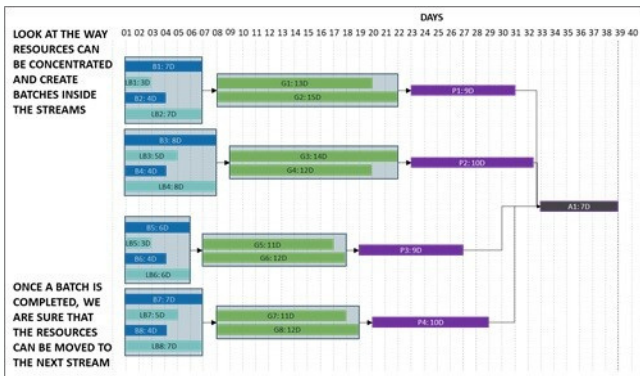 DAYS
01 02 03 04 05 06 07 08 09 10 11 12 13 14 15 16 17 18 19 20 21 22 23 24 25 26 27 28 29 30 31 32 33 34 35 36 37 38 39 40
LOOK AT THE WAY
RESOURCES CAN
BE CONCENTRATED
AND CREATE
BATCHES INSIDE
THE STREAMS
B1: 7D
LB1: 3D
B2: 4D
LB2: 7D
G1: 13D
G2: 15D
P1: 9D
B3: 8D
LB3: 5D
B4: 4D
LB4: 8D
G3: 14D
G4: 12D
P2: 10D
A1: 7D
B5: 6D
LB5: 3D
B6: 4D
LB6: 6D
G5: 11D
G6: 12D
P3: 9D
ONCE A BATCH IS
COMPLETED, WE
ARE SURE THAT
THE RESOURCES
CAN BE MOVED TO
THE NEXT STREAM
B7: 7D
LB7: 5D
B8: 4D
LB8: 7D
G7: 11D
G8: 12D
P4: 10D